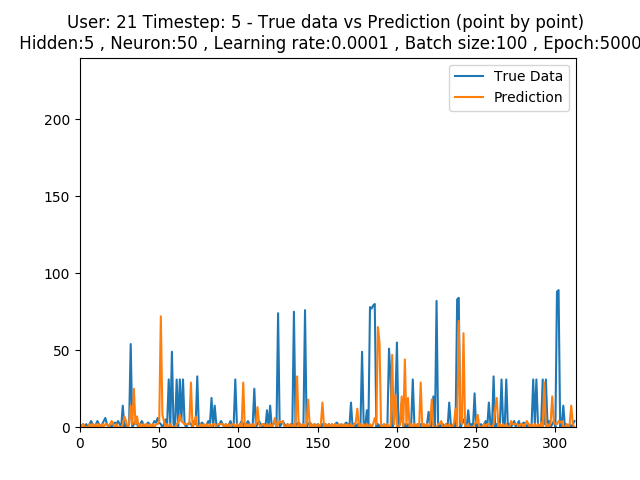 User: 21 Timestep: 5 - True data vs Prediction (point by point)
Hidden:5 , Neuron:50 , Learning rate:0.0001 , Batch size:100 , Epoch:5000
True Data
Prediction
200
150
100
50
0
0 50 100 150 200 250 300